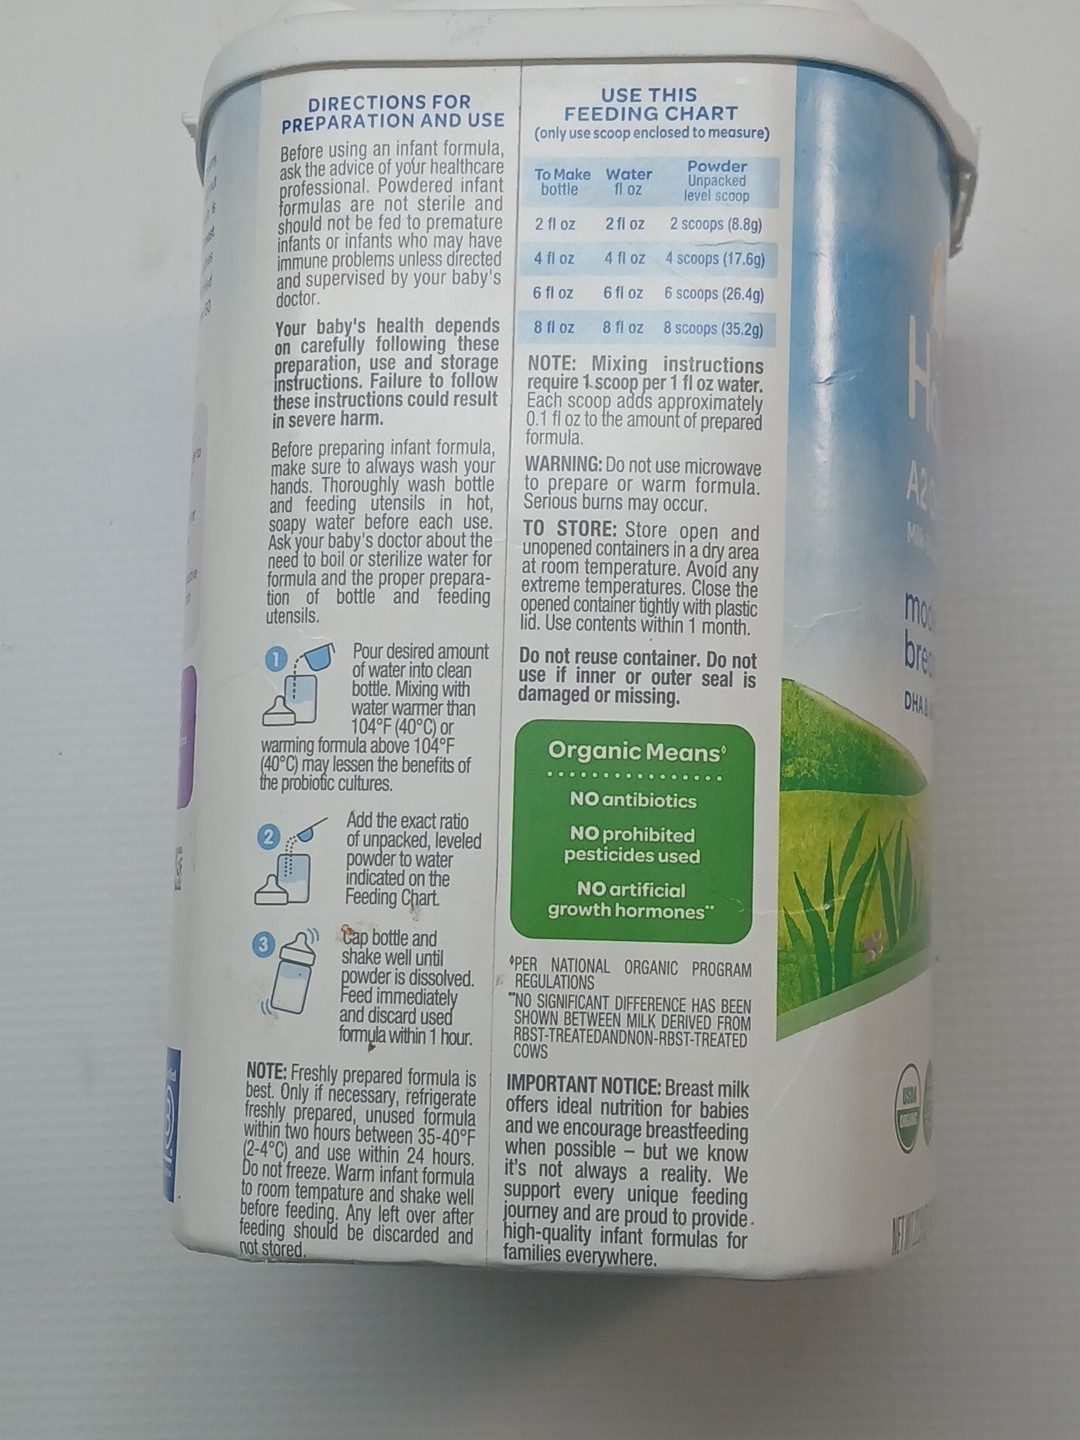 DIRECTIONS FOR
PREPARATION AND USE
Before using an infant formula,
ask the advice of your healthcare
professional. Powdered infant
formulas are not sterile and
should not be fed to premature
infants or infants who may have
immune problems unless directed
and supervised by your baby's
doctor.
Your baby's health depends
on carefully following these
preparation, use and storage
instructions. Failure to follow
these instructions could result
in severe harm.
Before preparing infant formula,
make sure to always wash your
hands. Thoroughly wash bottle
and feeding utensils in hot,
soapy water before each use.
Ask your baby's doctor about the
need to boil or sterilize water for
formula and the proper prepara-
tion of bottle and feeding
utensils.
1
Pour desired amount
of water into clean
bottle. Mixing with
water warmer than
104°F (40°C) or
warming formula above 104°F
(40°C) may lessen the benefits of
the probiotic cultures.
2
Add the exact ratio
of unpacked, leveled
powder to water
indicated on the
Feeding Chart.
3
Cap bottle and
shake well until
powder is dissolved.
Feed immediately
and discard used
formula within 1 hour.
NOTE: Freshly prepared formula is
best. Only if necessary, refrigerate
freshly prepared, unused formula
within two hours between 35-40°F
(2-4°C) and use within 24 hours.
Do not freeze. Warm infant formula
to room tempature and shake well
before feeding. Any left over after
feeding should be discarded and
not stored.
USE THIS
FEEDING CHART
(only use scoop enclosed to measure)
To Make bottle Water fl oz Powder Unpacked level scoop
2 fl oz 2 fl oz 2 scoops (8.8g)
4 fl oz 4 fl oz 4 scoops (17.6g)
6 fl oz 6 fl oz 6 scoops (26.4g)
8 fl oz 8 fl oz 8 scoops (35.2g)
NOTE: Mixing instructions
require 1 scoop per 1 fl oz water.
Each scoop adds approximately
0.1 fl oz to the amount of prepared
formula.
WARNING: Do not use microwave
to prepare or warm formula.
Serious burns may occur.
TO STORE: Store open and
unopened containers in a dry area
at room temperature. Avoid any
extreme temperatures. Close the
opened container tightly with plastic
lid. Use contents within 1 month.
Do not reuse container. Do not
use if inner or outer seal is
damaged or missing.
Organic Means◊
NO antibiotics
NO prohibited
pesticides used
NO artificial
growth hormones**
◊PER NATIONAL ORGANIC PROGRAM
REGULATIONS
**NO SIGNIFICANT DIFFERENCE HAS BEEN
SHOWN BETWEEN MILK DERIVED FROM
RBST-TREATEDANDNON-RBST-TREATED
COWS
IMPORTANT NOTICE: Breast milk
offers ideal nutrition for babies
and we encourage breastfeeding
when possible – but we know
it's not always a reality. We
support every unique feeding
journey and are proud to provide
high-quality infant formulas for
families everywhere.
A2
DHA &
USDA
NET WT